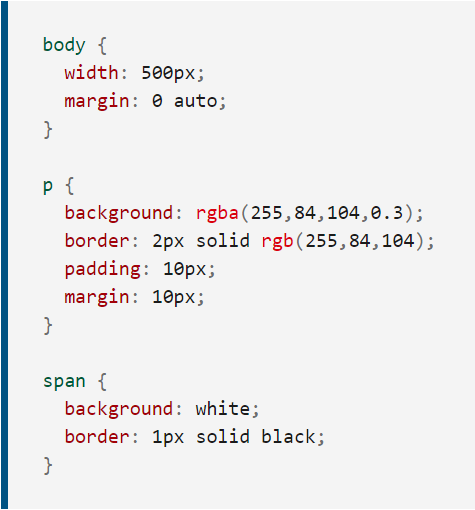 body {
  width: 500px;
  margin: 0 auto;
}

p {
  background: rgba(255,84,104,0.3);
  border: 2px solid rgb(255,84,104);
  padding: 10px;
  margin: 10px;
}

span {
  background: white;
  border: 1px solid black;
}